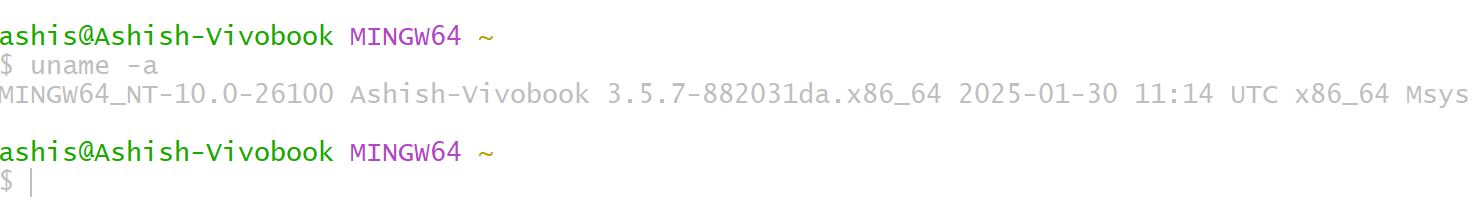 ashis@Ashish-Vivobook MINGW64 ~
$ uname -a
MINGW64_NT-10.0-26100 Ashish-Vivobook 3.5.7-882031da.x86_64 2025-01-30 11:14 UTC x86_64 Msys
ashis@Ashish-Vivobook MINGW64 ~
$